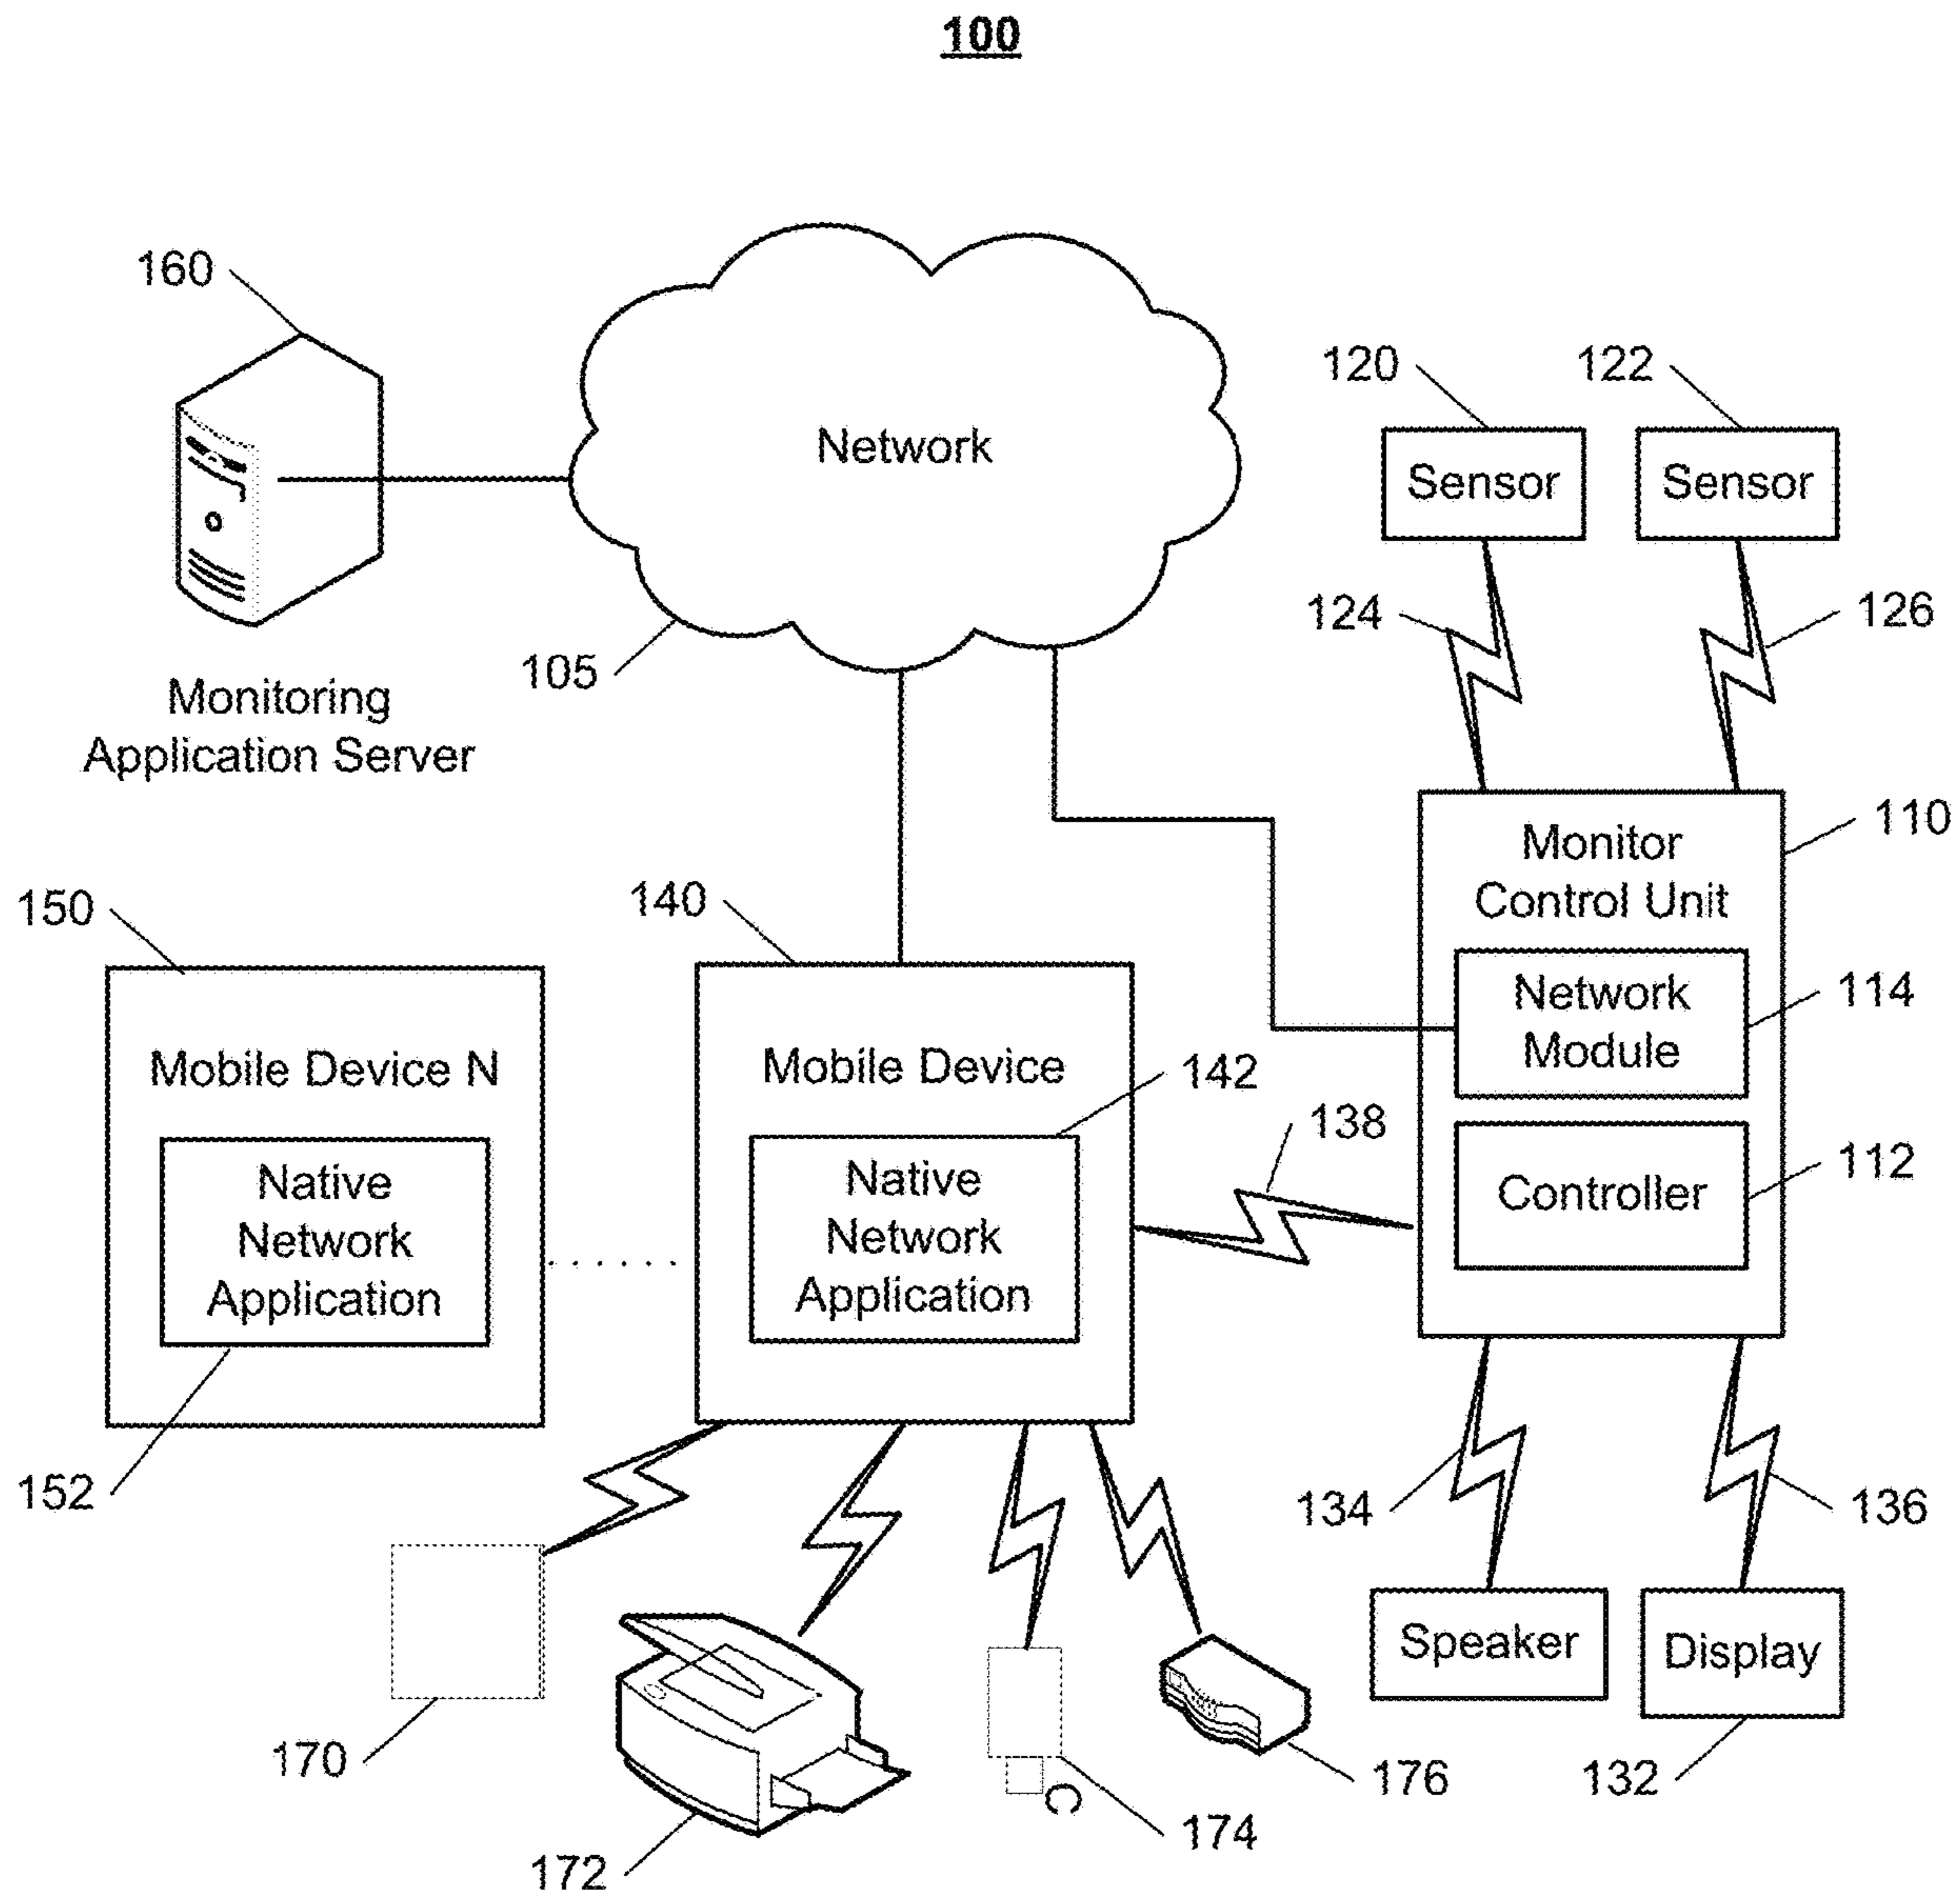 100
160
Network
120
122
Sensor
Sensor
124
126
105
Monitoring
Application Server
110
Monitor
Control Unit
150
140
Network
Module
114
Mobile Device N
Mobile Device
142
138
Native
Network
Application
Native
Network
Application
Controller
112
152
134
136
Speaker
Display
170
172
C
174
176
132